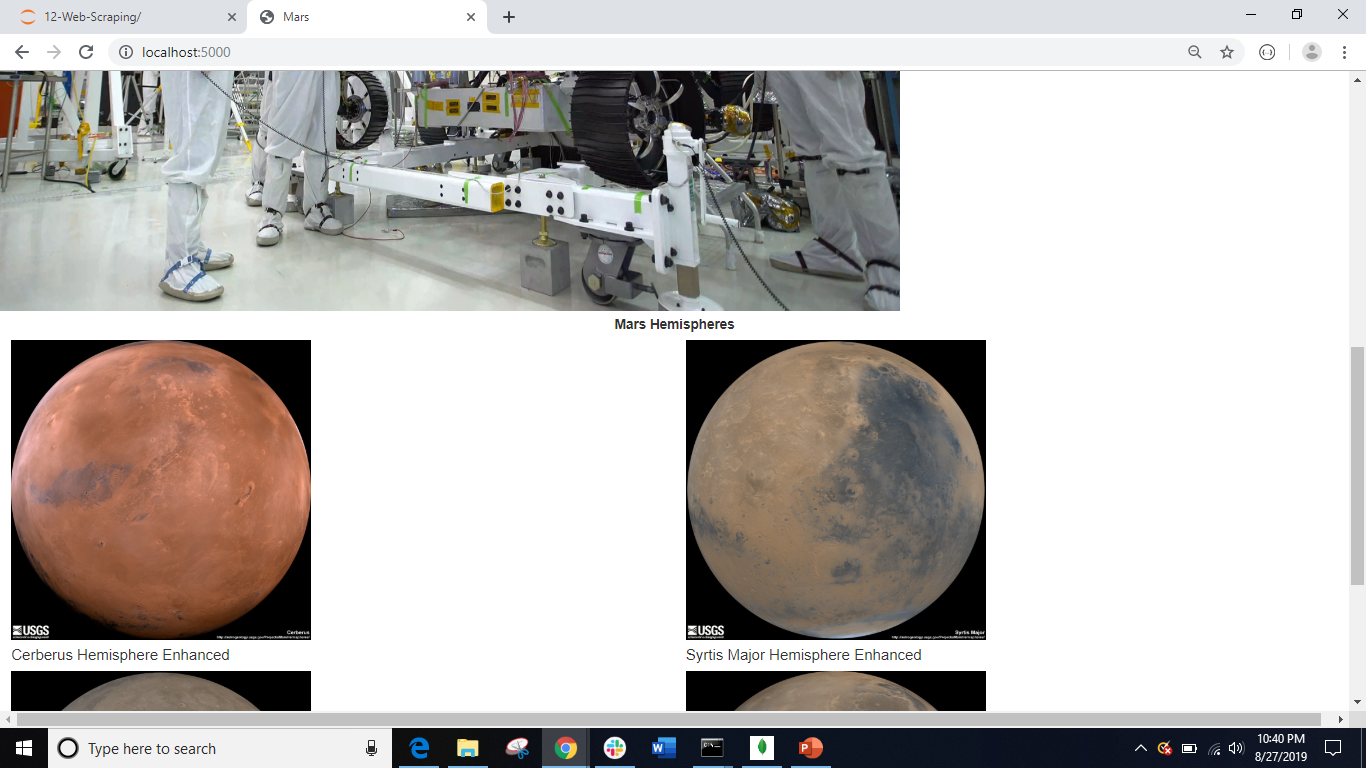 12-Web-Scraping/
Mars
localhost:5000
Mars Hemispheres
USGS
Cerberus
USGS
Syrtis Major
Cerberus Hemisphere Enhanced
Syrtis Major Hemisphere Enhanced
Type here to search
10:40 PM
8/27/2019